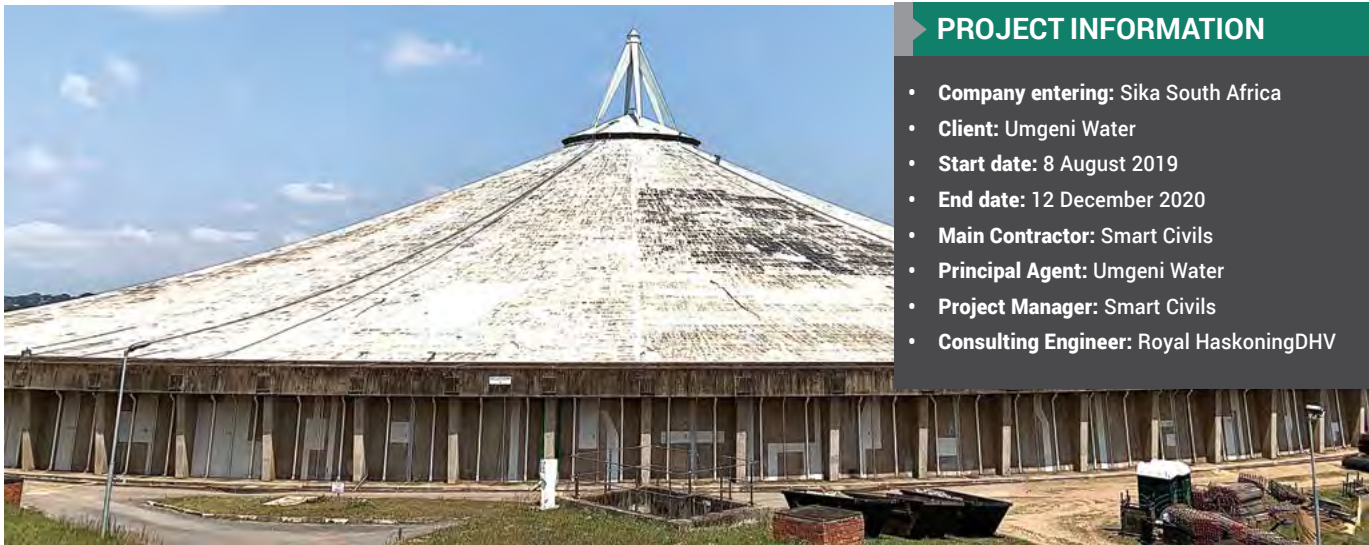 PROJECT INFORMATION
• Company entering: Sika South Africa
• Client: Umgeni Water
• Start date: 8 August 2019
• End date: 12 December 2020
• Main Contractor: Smart Civils
• Principal Agent: Umgeni Water
• Project Manager: Smart Civils
• Consulting Engineer: Royal HaskoningDHV